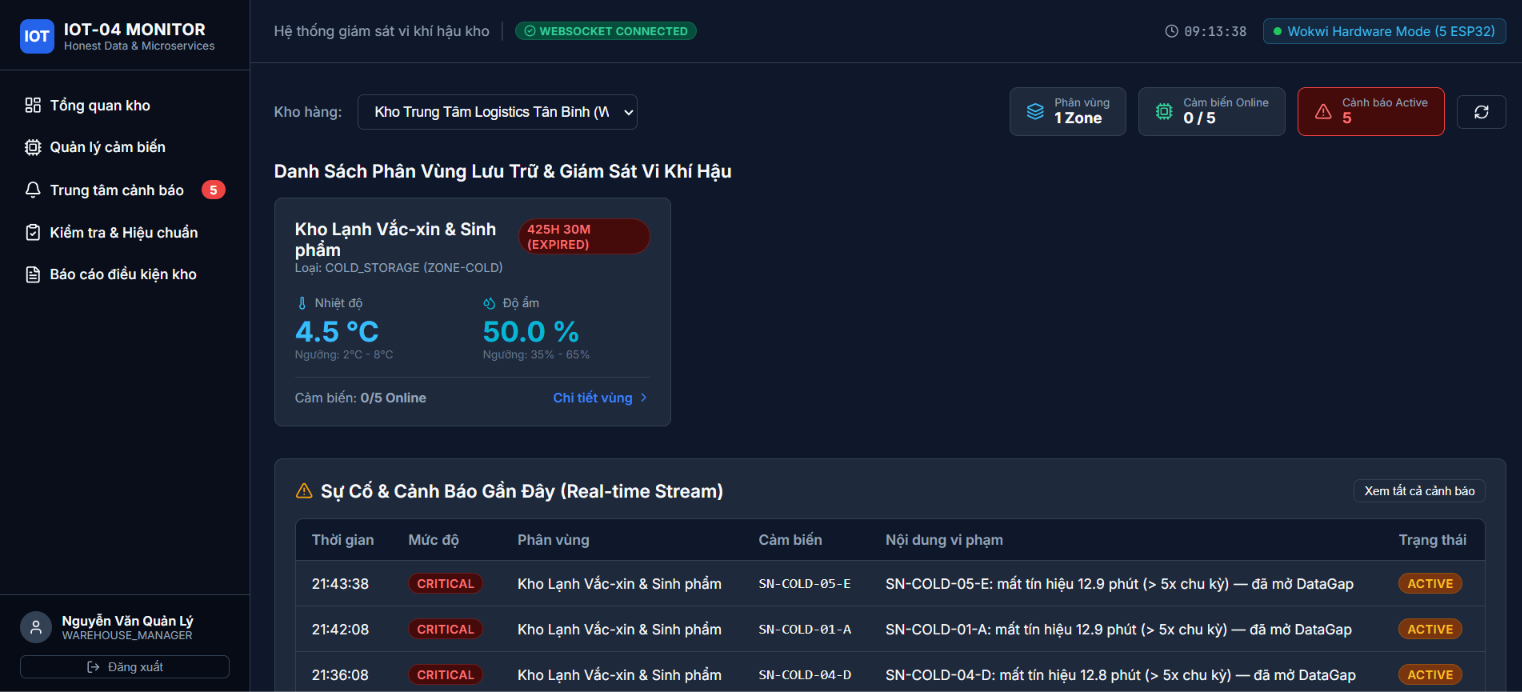 IOT
IOT-04 MONITOR
Honest Data & Microservices
Tổng quan kho
Quản lý cảm biến
Trung tâm cảnh báo 5
Kiểm tra & Hiệu chuẩn
Báo cáo điều kiện kho
Nguyễn Văn Quản Lý
WAREHOUSE_MANAGER
Đăng xuất
Hệ thống giám sát vi khí hậu kho
WEBSOCKET CONNECTED
09:13:38
Wokwi Hardware Mode (5 ESP32)
Kho hàng:
Kho Trung Tâm Logistics Tân Bình (W
Phân vùng
1 Zone
Cảm biến Online
0 / 5
Cảnh báo Active
5
Danh Sách Phân Vùng Lưu Trữ & Giám Sát Vi Khí Hậu
Kho Lạnh Vắc-xin & Sinh
phẩm
425H 30M
(EXPIRED)
Loại: COLD_STORAGE (ZONE-COLD)
Nhiệt độ
4.5 °C
Ngưỡng: 2°C - 8°C
Độ ẩm
50.0 %
Ngưỡng: 35% - 65%
Cảm biến: 0/5 Online
Chi tiết vùng
Sự Cố & Cảnh Báo Gần Đây (Real-time Stream)
Xem tất cả cảnh báo
Thời gian Mức độ Phân vùng Cảm biến Nội dung vi phạm Trạng thái
21:43:38 CRITICAL Kho Lạnh Vắc-xin & Sinh phẩm SN-COLD-05-E SN-COLD-05-E: mất tín hiệu 12.9 phút (> 5x chu kỳ) — đã mở DataGap ACTIVE
21:42:08 CRITICAL Kho Lạnh Vắc-xin & Sinh phẩm SN-COLD-01-A SN-COLD-01-A: mất tín hiệu 12.9 phút (> 5x chu kỳ) — đã mở DataGap ACTIVE
21:36:08 CRITICAL Kho Lạnh Vắc-xin & Sinh phẩm SN-COLD-04-D SN-COLD-04-D: mất tín hiệu 12.8 phút (> 5x chu kỳ) — đã mở DataGap ACTIVE